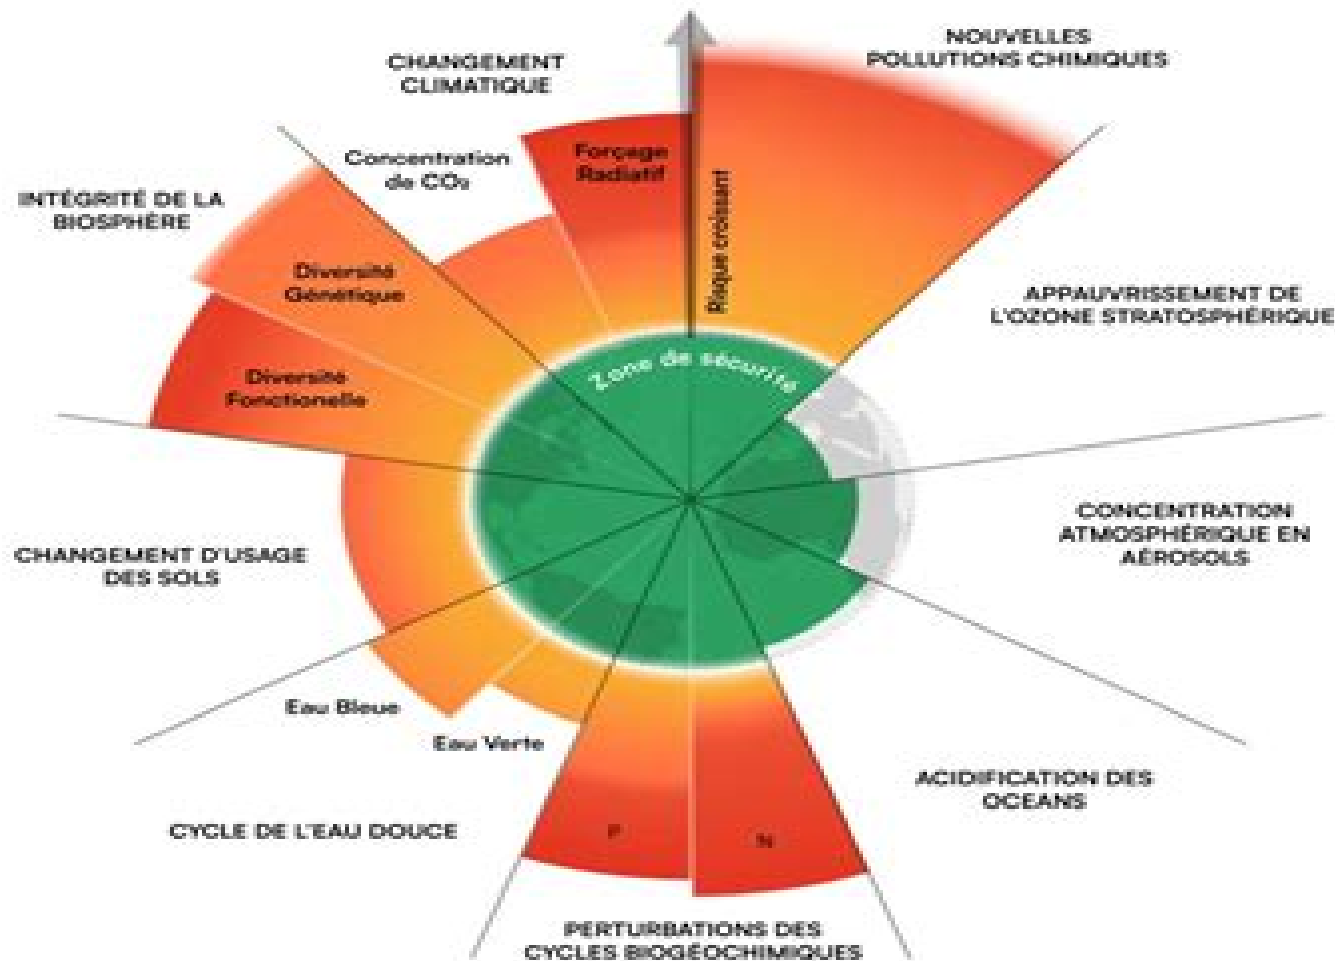 NOUVELLES
POLLUTIONS CHIMIQUES
CHANGEMENT
CLIMATIQUE
Concentration
de CO₂
Forçage
Radiatif
Risque croissant
INTÉGRITÉ DE LA
BIOSPHÈRE
Diversité
Génétique
Diversité
Fonctionelle
APPAUVRISSEMENT DE
L'OZONE STRATOSPHÉRIQUE
Zone de sécurité
CHANGEMENT D'USAGE
DES SOLS
CONCENTRATION
ATMOSPHÉRIQUE EN
AÉROSOLS
Eau Bleue
Eau Verte
CYCLE DE L'EAU DOUCE
ACIDIFICATION DES
OCEANS
P
N
PERTURBATIONS DES
CYCLES BIOGÉOCHIMIQUES